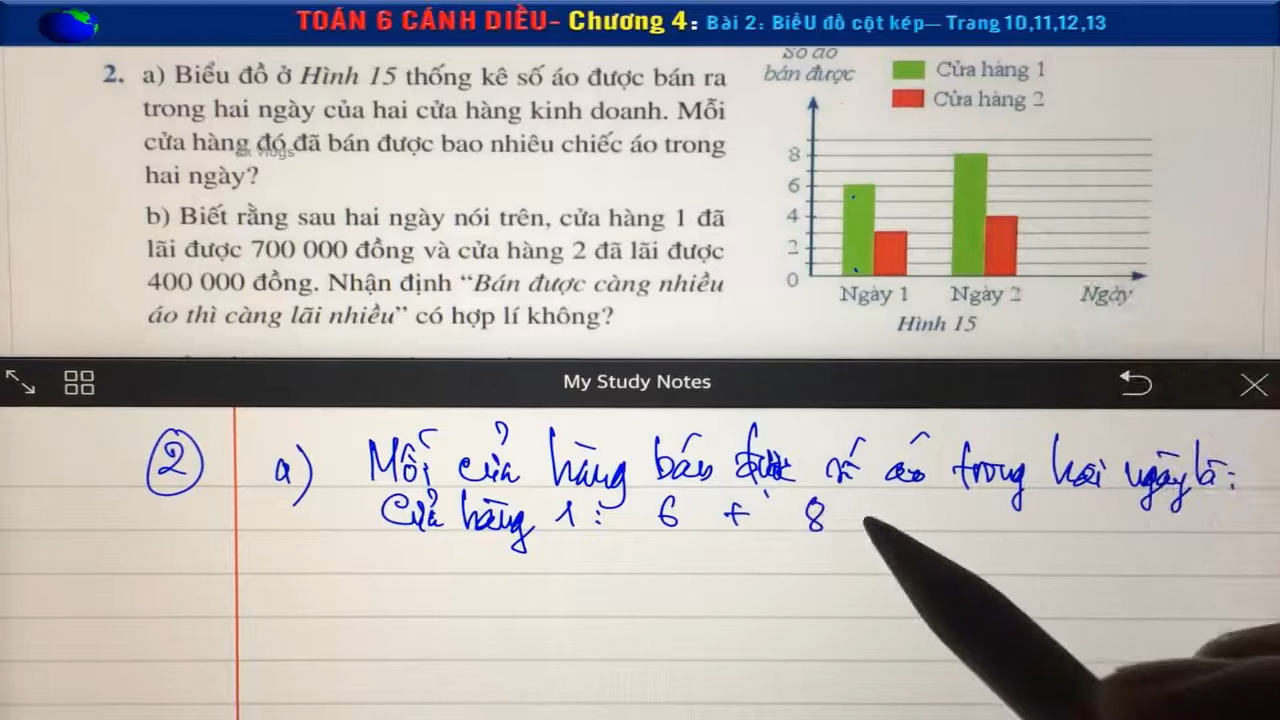 TOÁN 6 CÁNH DIỀU- Chương 4: Bài 2: BiểU đồ cột kép— Trang 10,11,12,13
2. a) Biểu đồ ở Hình 15 thống kê số áo được bán ra
trong hai ngày của hai cửa hàng kinh doanh. Mỗi
cửa hàng đó đã bán được bao nhiêu chiếc áo trong
hai ngày?
b) Biết rằng sau hai ngày nói trên, cửa hàng 1 đã
lãi được 700 000 đồng và cửa hàng 2 đã lãi được
400 000 đồng. Nhận định “Bán được càng nhiều
áo thì càng lãi nhiều” có hợp lí không?
Số áo
bán được
Cửa hàng 1
Cửa hàng 2
8
6
4
2
0
Ngày 1 Ngày 2 Ngày
Hình 15
My Study Notes
2 a) Mỗi cửa hàng bán được số áo trong hai ngày là:
Cửa hàng 1: 6 + 8